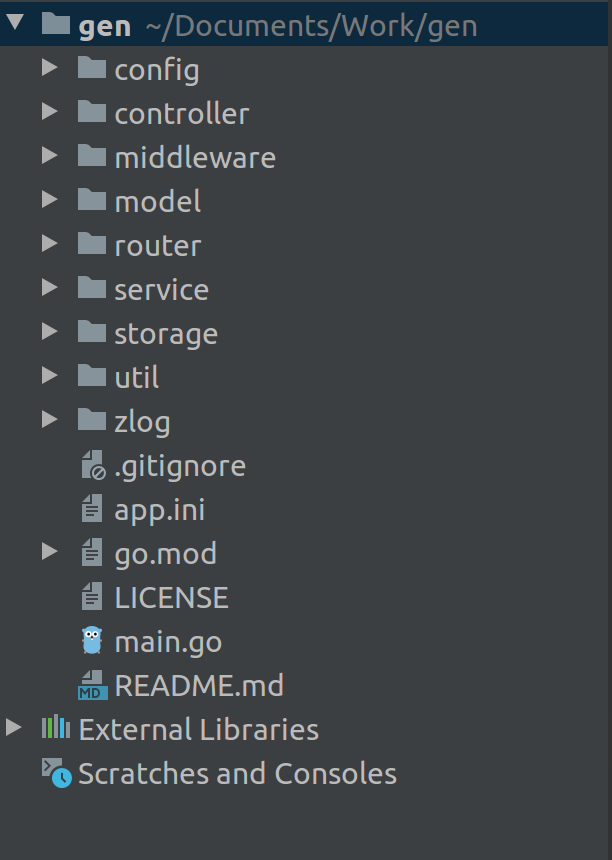 gen ~/Documents/Work/gen
config
controller
middleware
model
router
service
storage
util
zlog
.gitignore
app.ini
go.mod
LICENSE
main.go
MD README.md
External Libraries
Scratches and Consoles